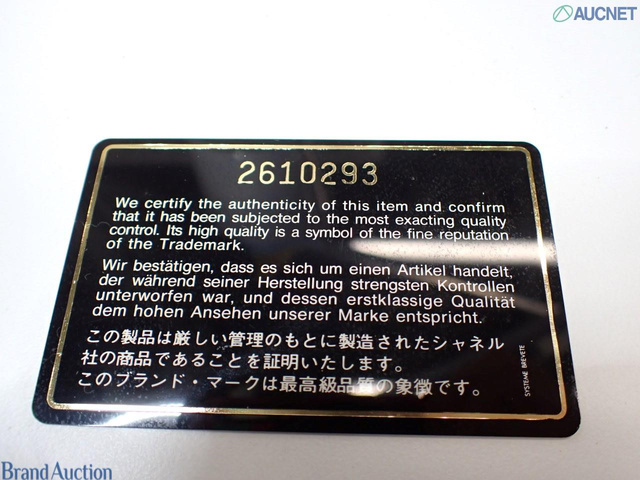 AUCNET
2610293
We certify the authenticity of this item and confirm
that it has been subjected to the most exacting quality
control. Its high quality is a symbol of the fine reputation
of the Trademark.
Wir bestätigen, dass es sich um einen Artikel handelt,
der während seiner Herstellung strengsten Kontrollen
unterworfen war, und dessen erstklassige Qualität
dem hohen Ansehen unserer Marke entspricht.
この製品は厳しい管理のもとに製造されたシャネル
社の商品であることを証明いたします。
このブランド・マークは最高級品質の象徴です。
SYSTEME BREVETE
Brand Auction